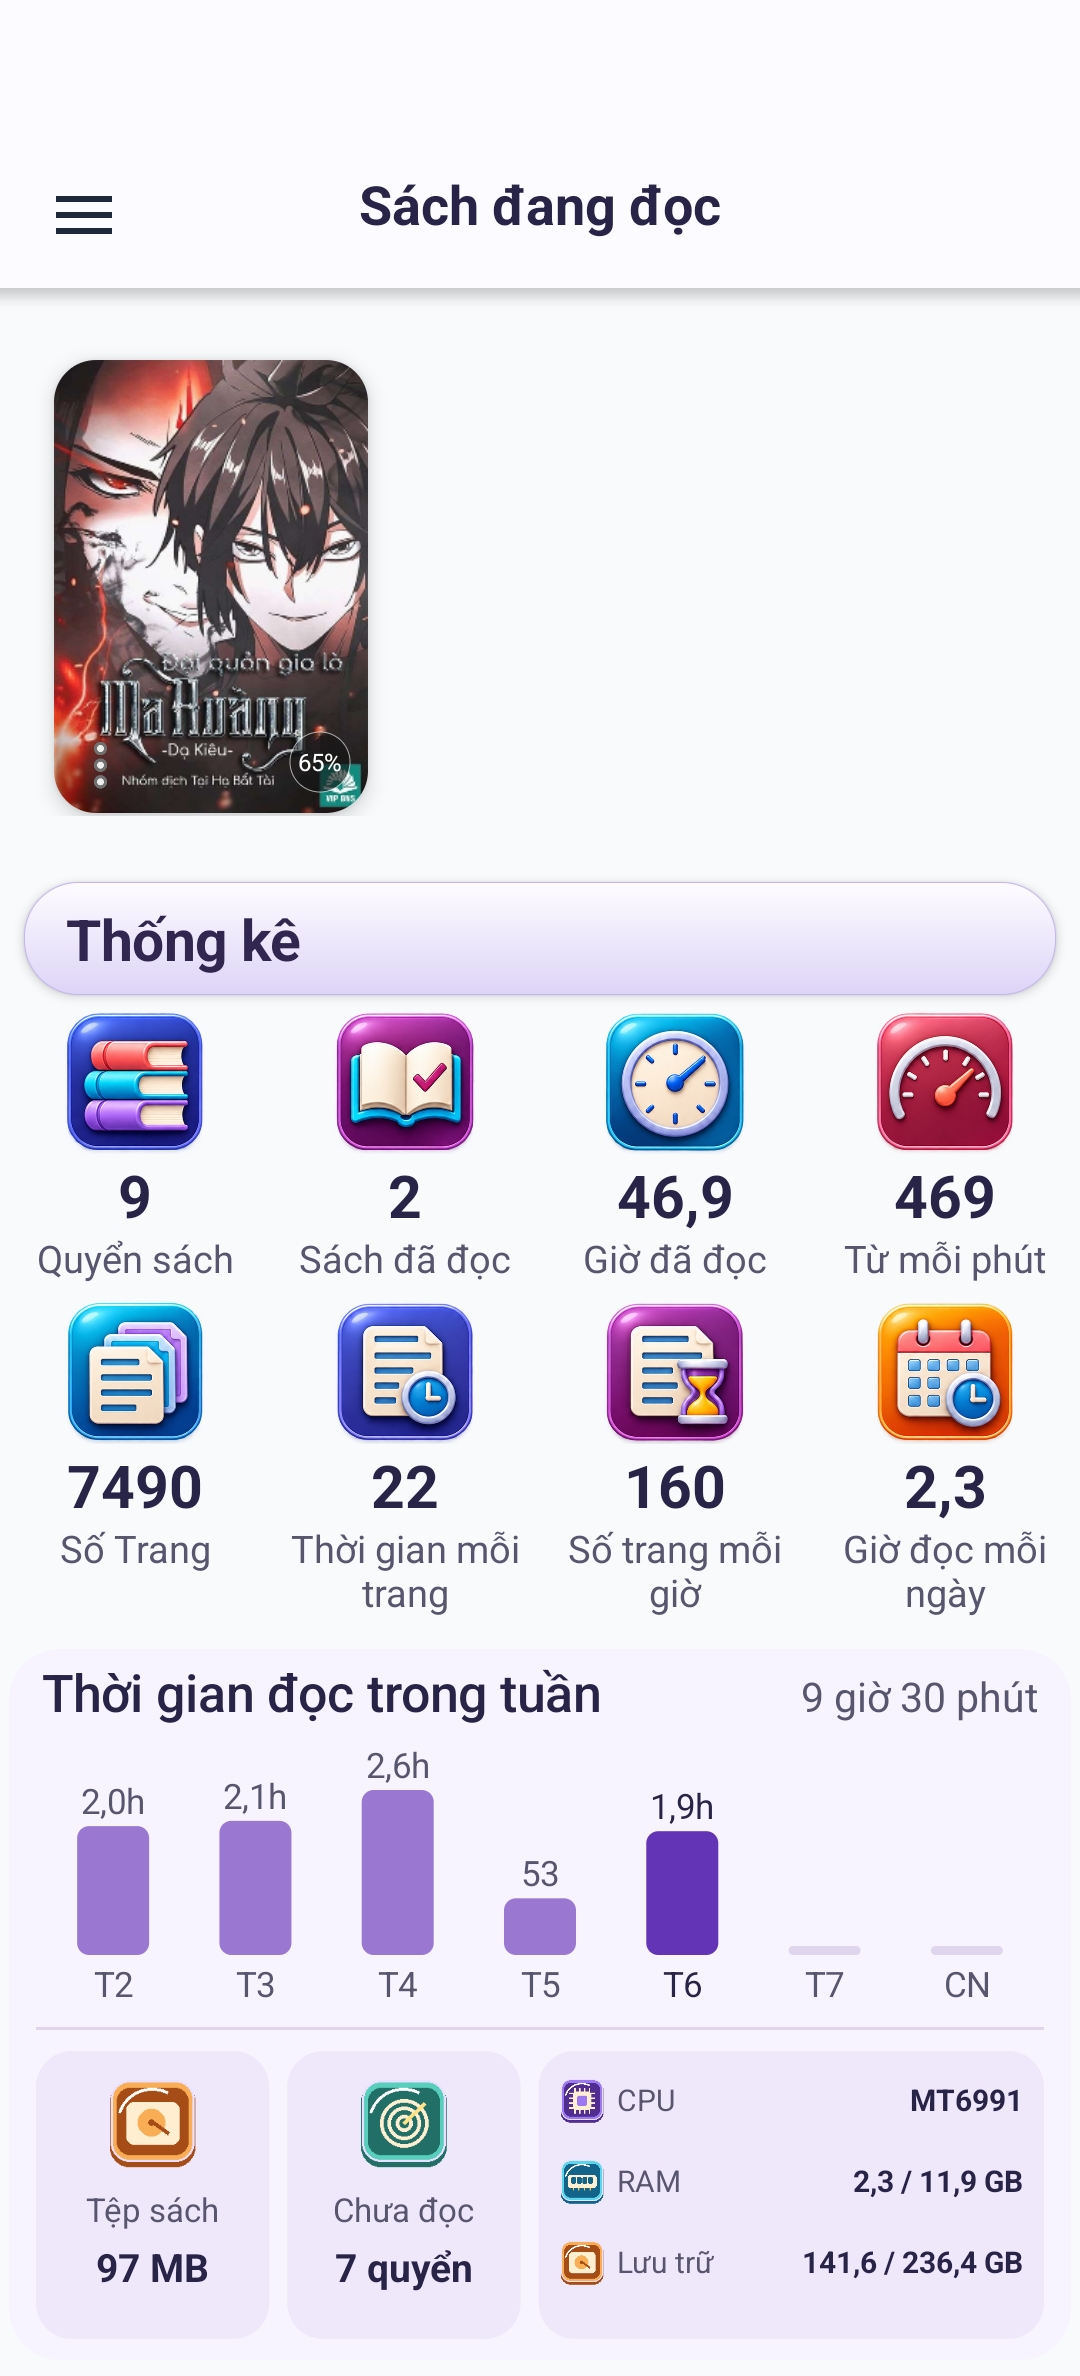 Sách đang đọc
Đại quản gia là
Ma Hoàng
-Dạ Kiêu-
65%
Nhóm dịch Tại Hạ Bất Tài
VIP BNS
Thống kê
9
2
46,9
469
Quyển sách
Sách đã đọc
Giờ đã đọc
Từ mỗi phút
7490
22
160
2,3
Số Trang
Thời gian mỗi
trang
Số trang mỗi
giờ
Giờ đọc mỗi
ngày
Thời gian đọc trong tuần
9 giờ 30 phút
2,0h
2,1h
2,6h
53
1,9h
T2
T3
T4
T5
T6
T7
CN
Tệp sách
97 MB
Chưa đọc
7 quyển
CPU
MT6991
RAM
2,3 / 11,9 GB
Lưu trữ
141,6 / 236,4 GB